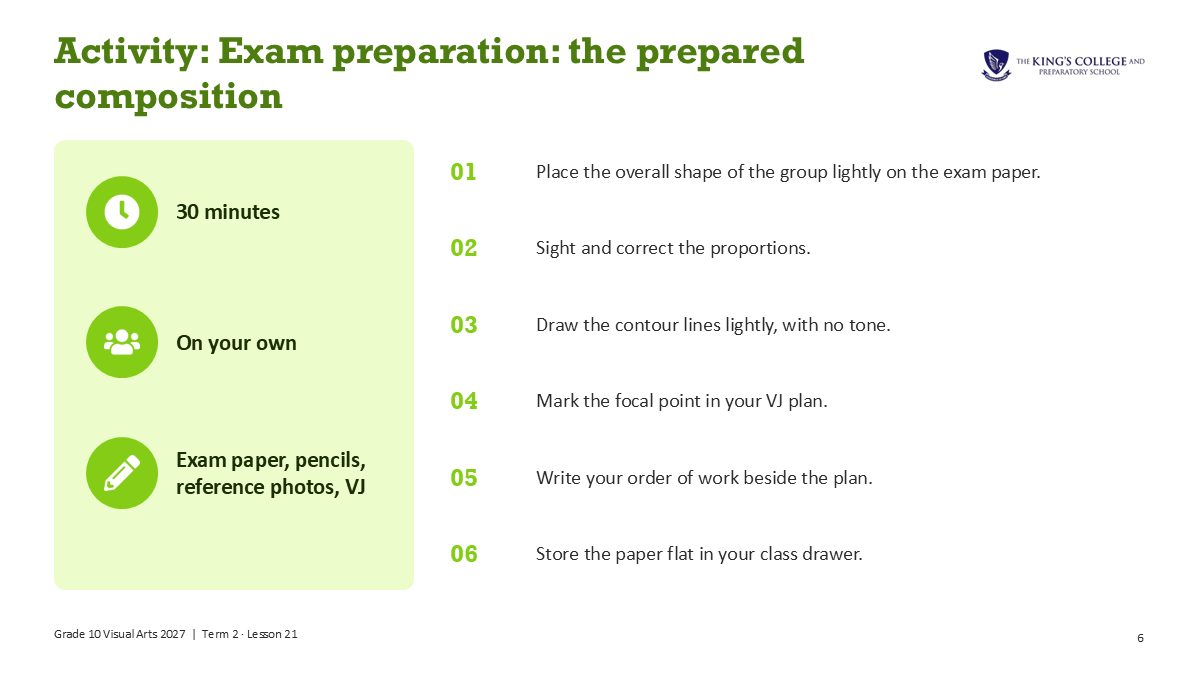 Activity: Exam preparation: the prepared
composition
THE KING'S COLLEGE AND
PREPARATORY SCHOOL
30 minutes
On your own
Exam paper, pencils,
reference photos, VJ
01 Place the overall shape of the group lightly on the exam paper.
02 Sight and correct the proportions.
03 Draw the contour lines lightly, with no tone.
04 Mark the focal point in your VJ plan.
05 Write your order of work beside the plan.
06 Store the paper flat in your class drawer.
Grade 10 Visual Arts 2027 | Term 2 · Lesson 21
6